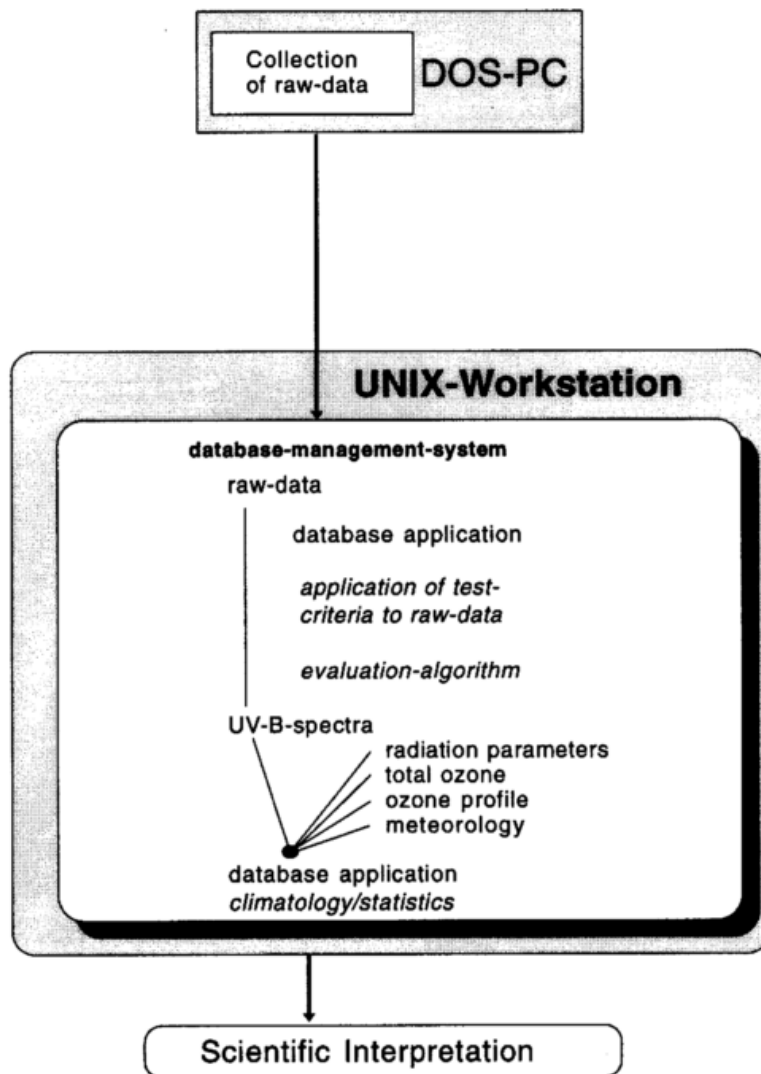 Collection
of raw-data
DOS-PC
UNIX-Workstation
database-management-system
raw-data
database application
application of test-
criteria to raw-data
evaluation-algorithm
UV-B-spectra
radiation parameters
total ozone
ozone profile
meteorology
database application
climatology/statistics
Scientific Interpretation